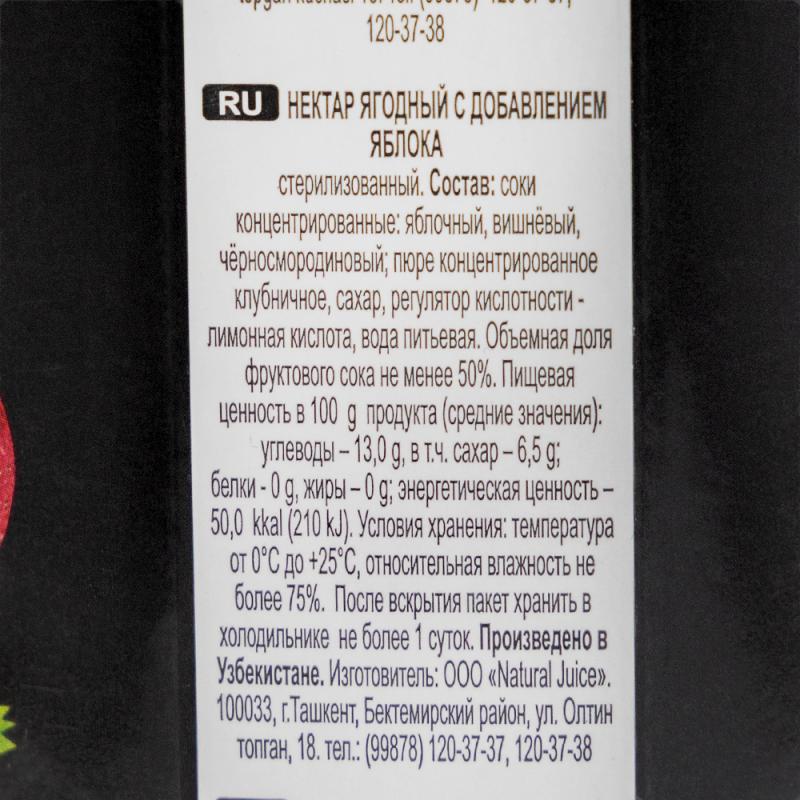 120-37-38
RU НЕКТАР ЯГОДНЫЙ С ДОБАВЛЕНИЕМ
ЯБЛОКА
стерилизованный. Состав: соки
концентрированные: яблочный, вишнёвый,
чёрносмородиновый; пюре концентрированное
клубничное, сахар, регулятор кислотности -
лимонная кислота, вода питьевая. Объемная доля
фруктового сока не менее 50%. Пищевая
ценность в 100 g продукта (средние значения):
углеводы – 13,0 g, в т.ч. сахар – 6,5 g;
белки - 0 g, жиры – 0 g; энергетическая ценность –
50,0 kkal (210 kJ). Условия хранения: температура
от 0°С до +25°С, относительная влажность не
более 75%. После вскрытия пакет хранить в
холодильнике не более 1 суток. Произведено в
Узбекистане. Изготовитель: ООО «Natural Juice».
100033, г.Ташкент, Бектемирский район, ул. Олтин
топган, 18. тел.: (99878) 120-37-37, 120-37-38